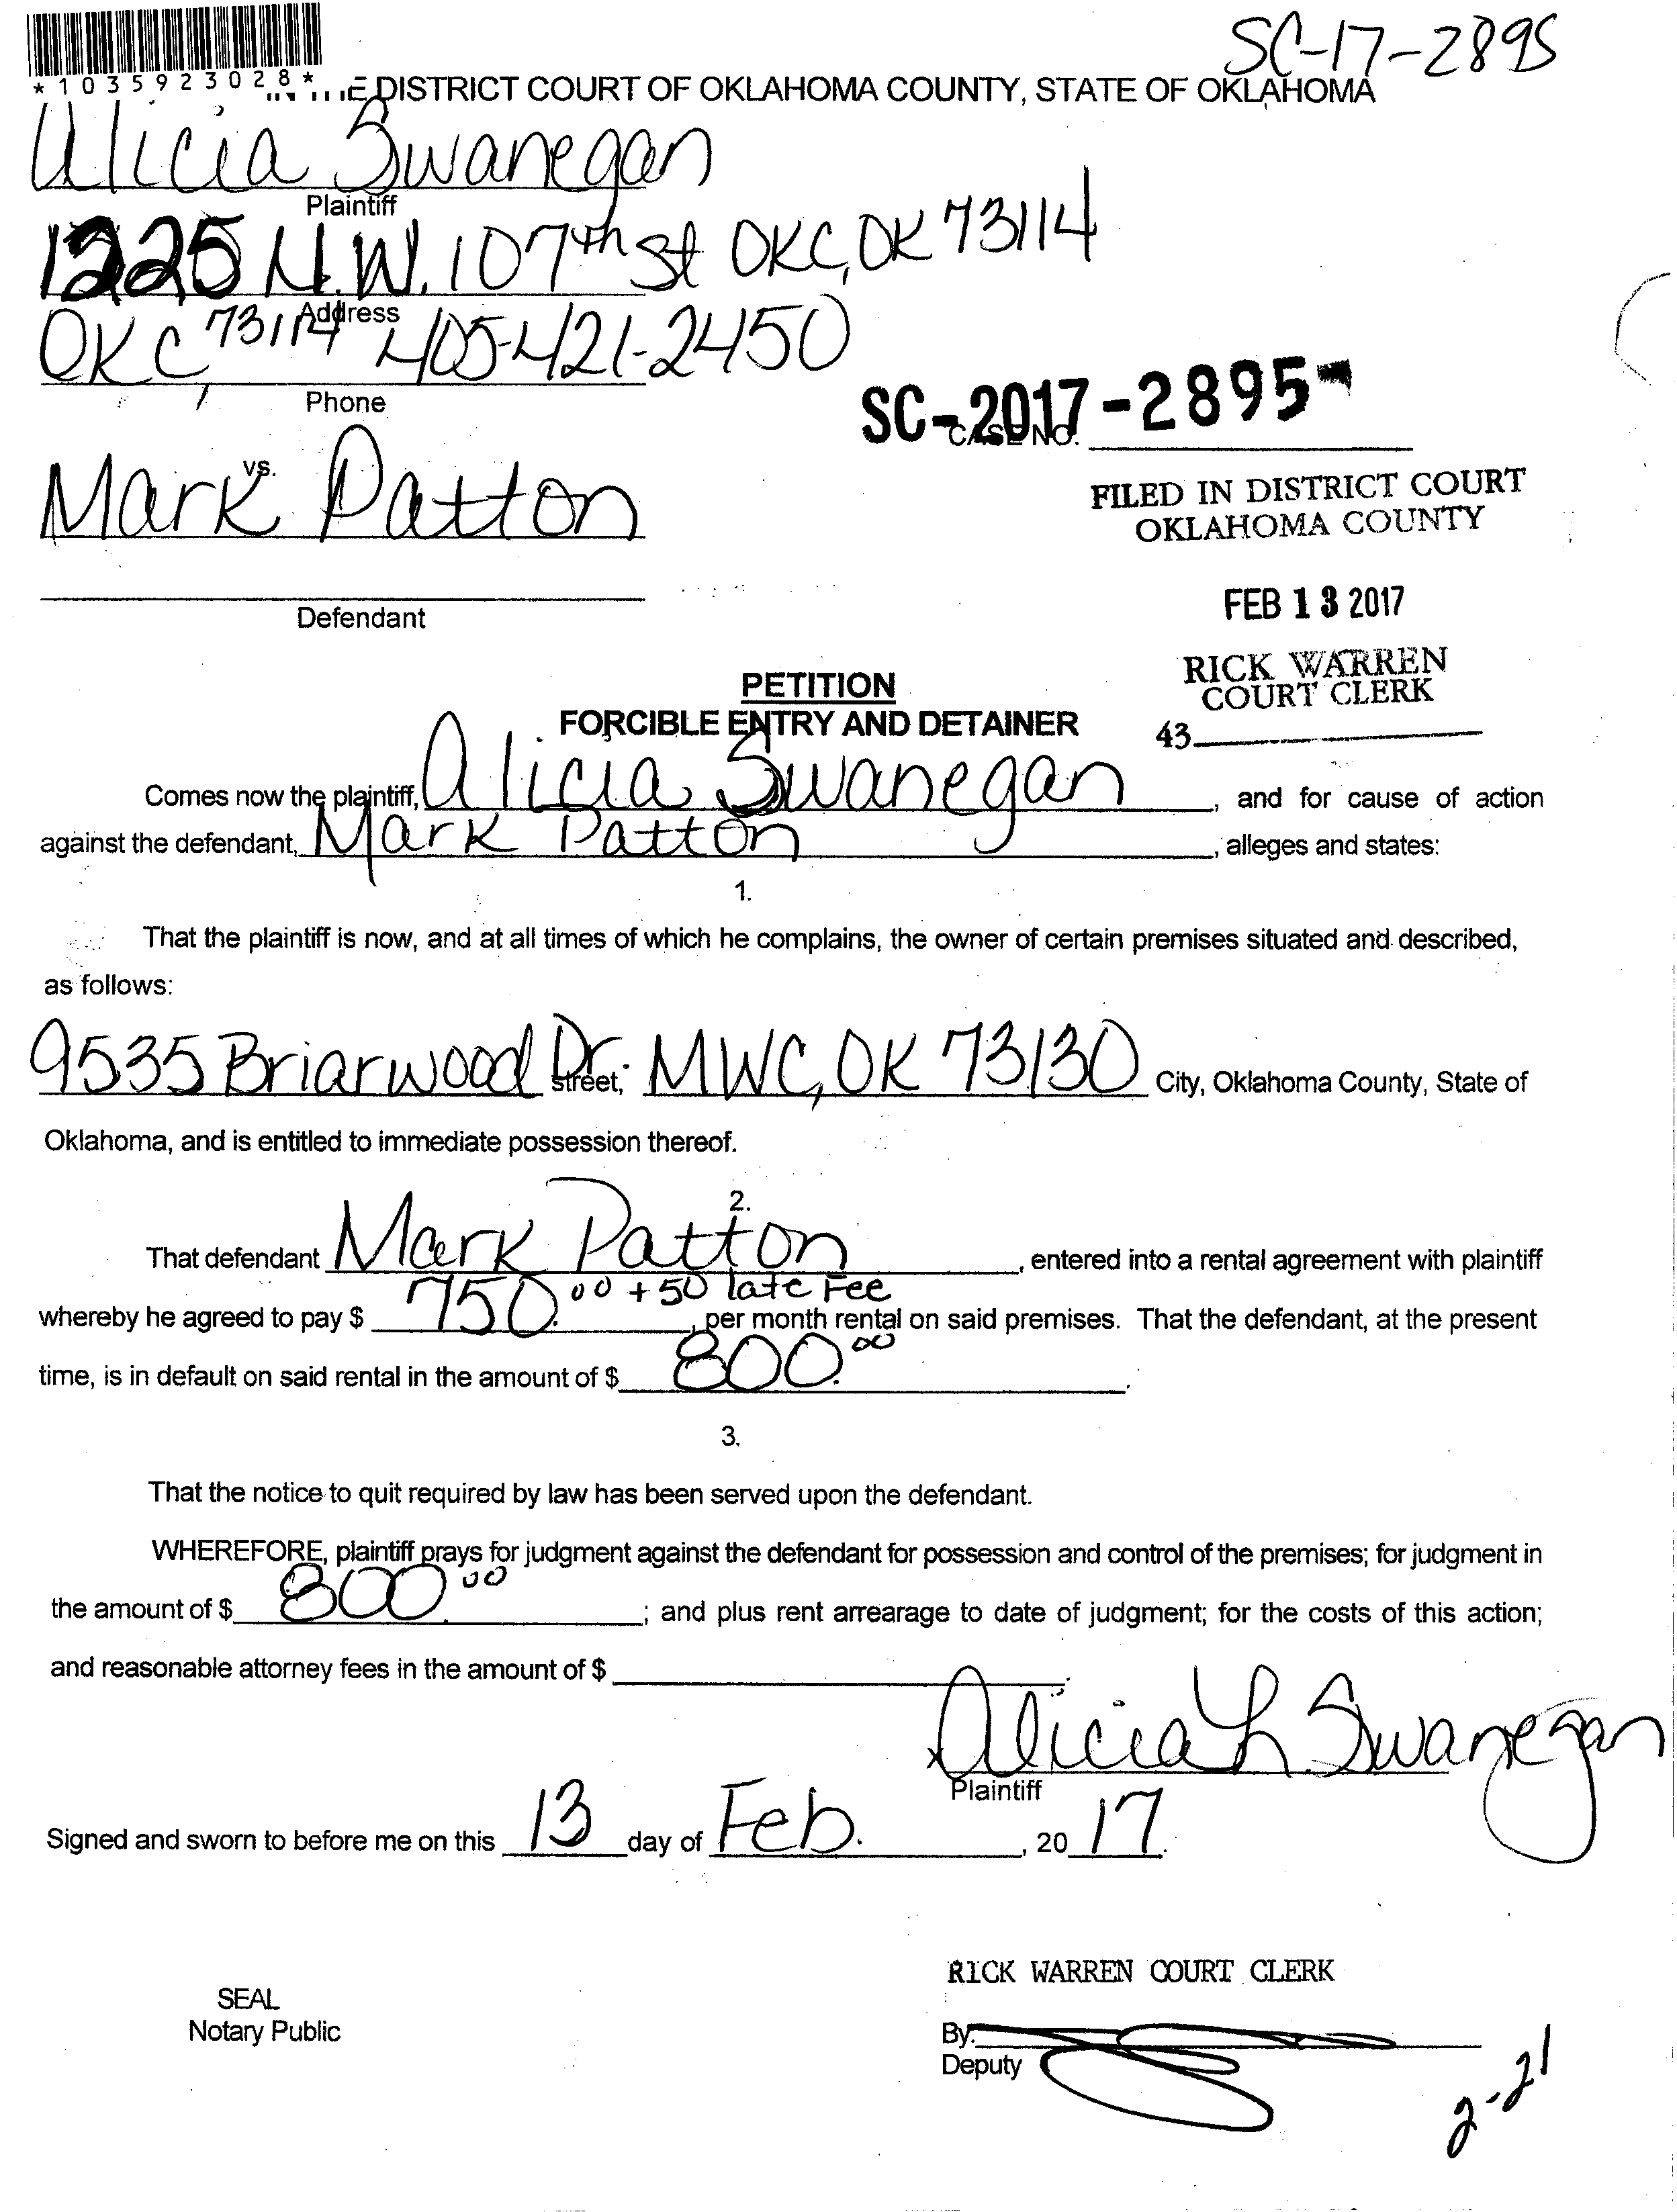 SC-17-2895
*1035923028*
DISTRICT COURT OF OKLAHOMA COUNTY, STATE OF OKLAHOMA
Alicia Swanegan
Plaintiff
1225 N.W. 107th St OKC, OK 73114
Address
OKC, 73114 405-421-2450
Phone
SC-2017-2895
CASE NO.
vs.
Mark Patton
FILED IN DISTRICT COURT
OKLAHOMA COUNTY
Defendant
FEB 13 2017
RICK WARREN
COURT CLERK
43
PETITION
FORCIBLE ENTRY AND DETAINER
Comes now the plaintiff, Alicia Swanegan, and for cause of action
against the defendant, Mark Patton, alleges and states:
1.
That the plaintiff is now, and at all times of which he complains, the owner of certain premises situated and described,
as follows:
9535 Briarwood Dr. Street; MWC, OK 73130 City, Oklahoma County, State of
Oklahoma, and is entitled to immediate possession thereof.
2.
That defendant Mark Patton, entered into a rental agreement with plaintiff
whereby he agreed to pay $ 750.00 + 50 late Fee, per month rental on said premises. That the defendant, at the present
time, is in default on said rental in the amount of $ 800.00.
3.
That the notice to quit required by law has been served upon the defendant.
WHEREFORE, plaintiff prays for judgment against the defendant for possession and control of the premises; for judgment in
the amount of $ 800.00; and plus rent arrearage to date of judgment; for the costs of this action;
and reasonable attorney fees in the amount of $
x Alicia L Swanegan
Plaintiff
Signed and sworn to before me on this 13 day of Feb., 20 17.
RICK WARREN COURT CLERK
SEAL
Notary Public
By:
Deputy
2-21